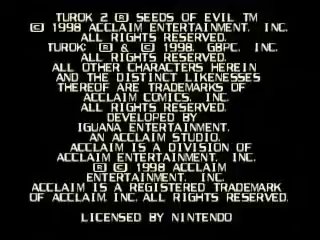 TUROK 2 ® SEEDS OF EVIL TM
© 1998 ACCLAIM ENTERTAINMENT, INC.
ALL RIGHTS RESERVED.
TUROK: ® & © 1998, GBPC, INC.
ALL RIGHTS RESERVED.
ALL OTHER CHARACTERS HEREIN
AND THE DISTINCT LIKENESSES
THEREOF ARE TRADEMARKS OF
ACCLAIM COMICS, INC.
ALL RIGHTS RESERVED.
DEVELOPED BY
IGUANA ENTERTAINMENT,
AN ACCLAIM STUDIO.
ACCLAIM IS A DIVISION OF
ACCLAIM ENTERTAINMENT, INC.
® © 1998 ACCLAIM
ENTERTAINMENT, INC.
ACCLAIM IS A REGISTERED TRADEMARK
OF ACCLAIM, INC. ALL RIGHTS RESERVED.
LICENSED BY NINTENDO